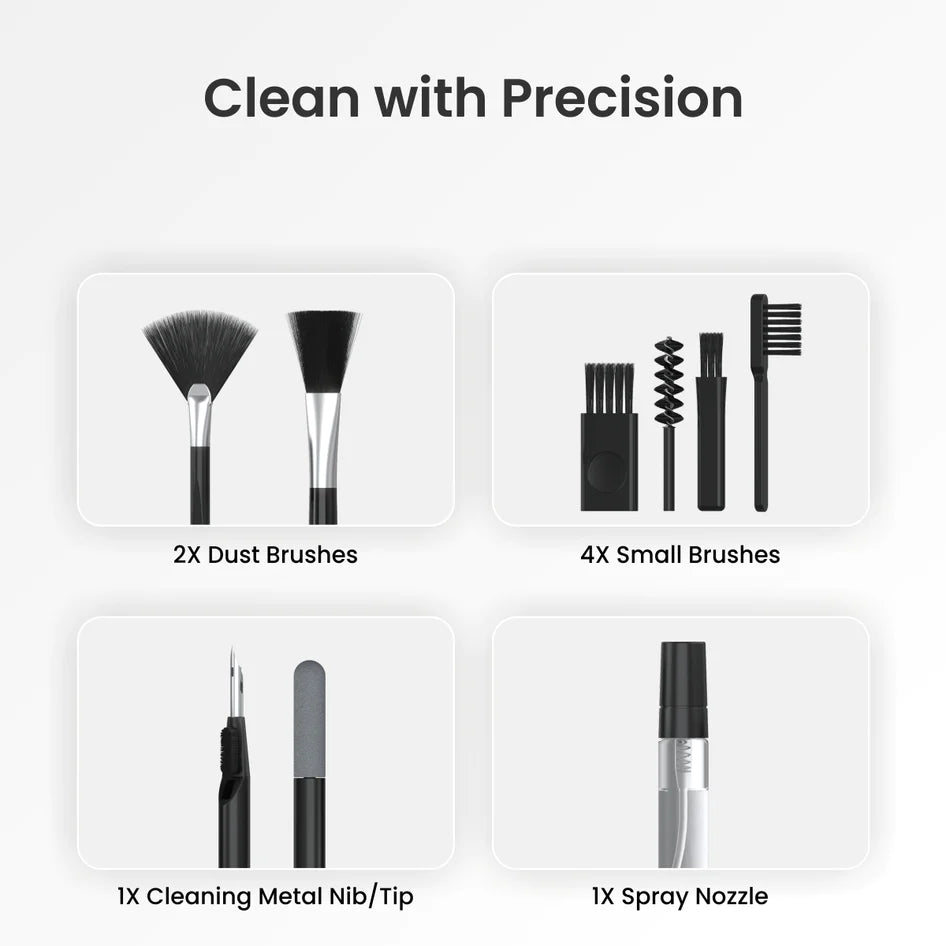 Clean with Precision
2X Dust Brushes
4X Small Brushes
1X Cleaning Metal Nib/Tip
1X Spray Nozzle